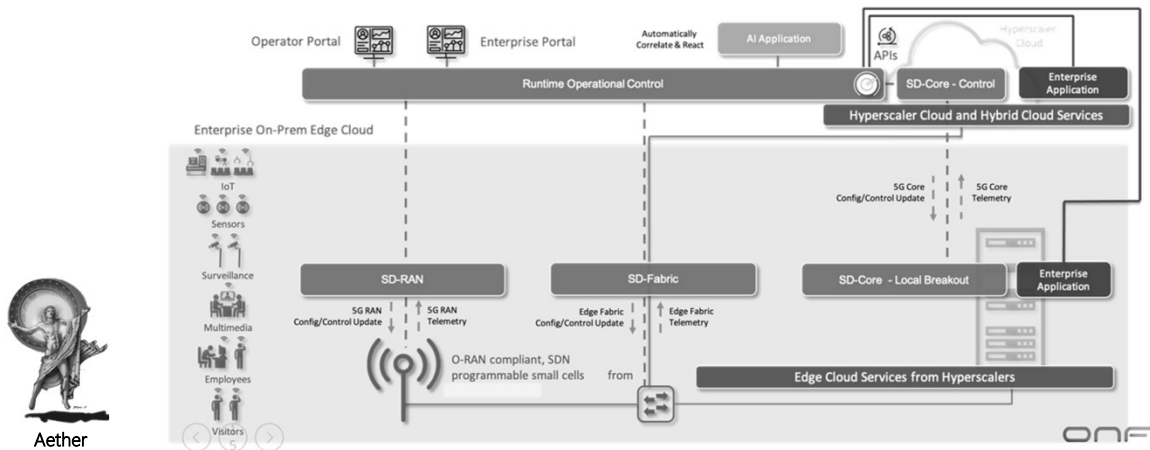 Operator Portal
Enterprise Portal
Automatically
Correlate & React
AI Application
APIs
Hyperscaler
Cloud
Runtime Operational Control
SD-Core - Control
Enterprise
Application
Hyperscaler Cloud and Hybrid Cloud Services
Enterprise On-Prem Edge Cloud
IoT
Sensors
Surveillance
Multimedia
Employees
Visitors
5G Core
Config/Control Update
5G Core
Telemetry
SD-RAN
SD-Fabric
SD-Core - Local Breakout
Enterprise
Application
5G RAN
Config/Control Update
5G RAN
Telemetry
Edge Fabric
Config/Control Update
Edge Fabric
Telemetry
O-RAN compliant, SDN
programmable small cells from
Edge Cloud Services from Hyperscalers
Aether
5
ONF